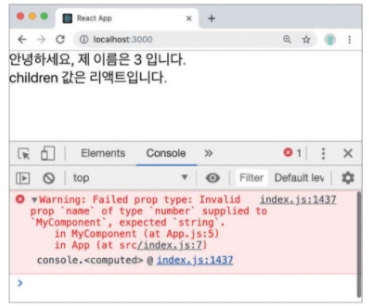 React App
localhost:3000
안녕하세요, 제 이름은 3 입니다.
children 값은 리액트입니다.
Elements Console » 1
top Filter Default lev
▼Warning: Failed prop type: Invalid index.js:1437
prop `name` of type `number` supplied to
`MyComponent`, expected `string`.
in MyComponent (at App.js:5)
in App (at src/index.js:7)
console.<computed> @ index.js:1437